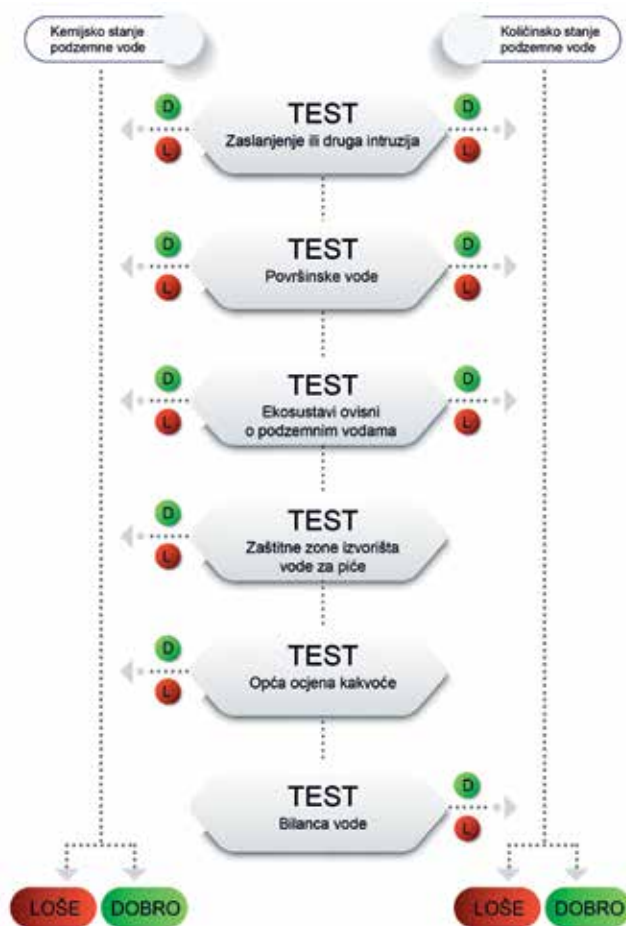 Kemijsko stanje
podzemne vode
Količinsko stanje
podzemne vode
TEST
Zaslanjenje ili druga intruzija
D
L
D
L
TEST
Površinske vode
D
L
D
L
TEST
Ekosustavi ovisni
o podzemnim vodama
D
L
D
L
TEST
Zaštitne zone izvorišta
vode za piće
D
L
TEST
Opća ocjena kakvoće
D
L
TEST
Bilanca vode
D
L
LOŠE DOBRO
LOŠE DOBRO